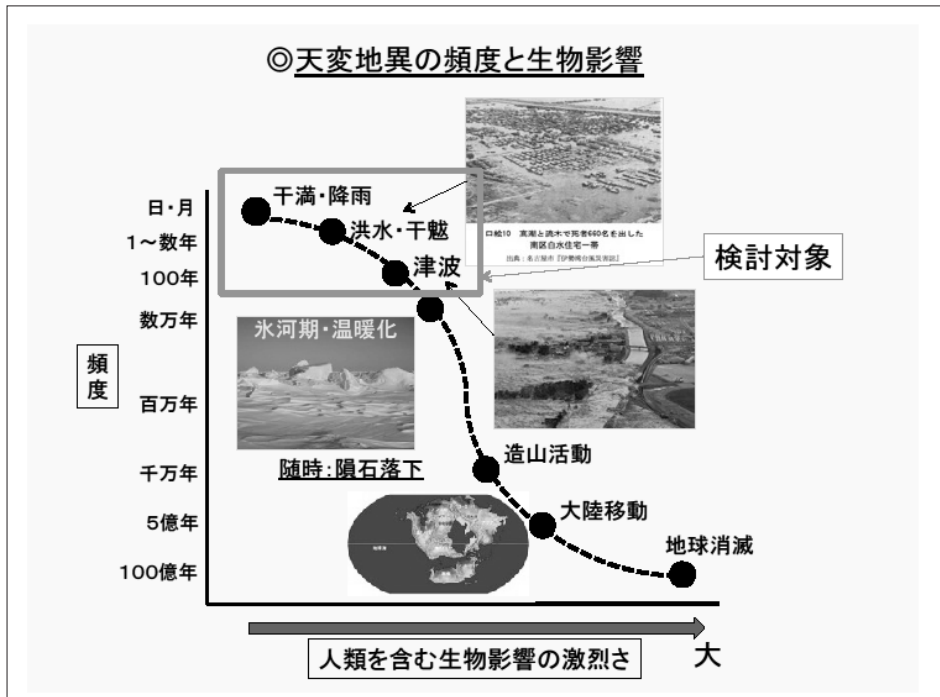 ◎天変地異の頻度と生物影響
日・月
1～数年
100年
数万年
百万年
千万年
5億年
100億年
頻度
干満・降雨
洪水・干魃
津波
氷河期・温暖化
随時:隕石落下
造山活動
大陸移動
地球消滅
口絵10 高潮と流木で死者660名を出した
南区白水住宅一帯
検討対象
人類を含む生物影響の激烈さ
大